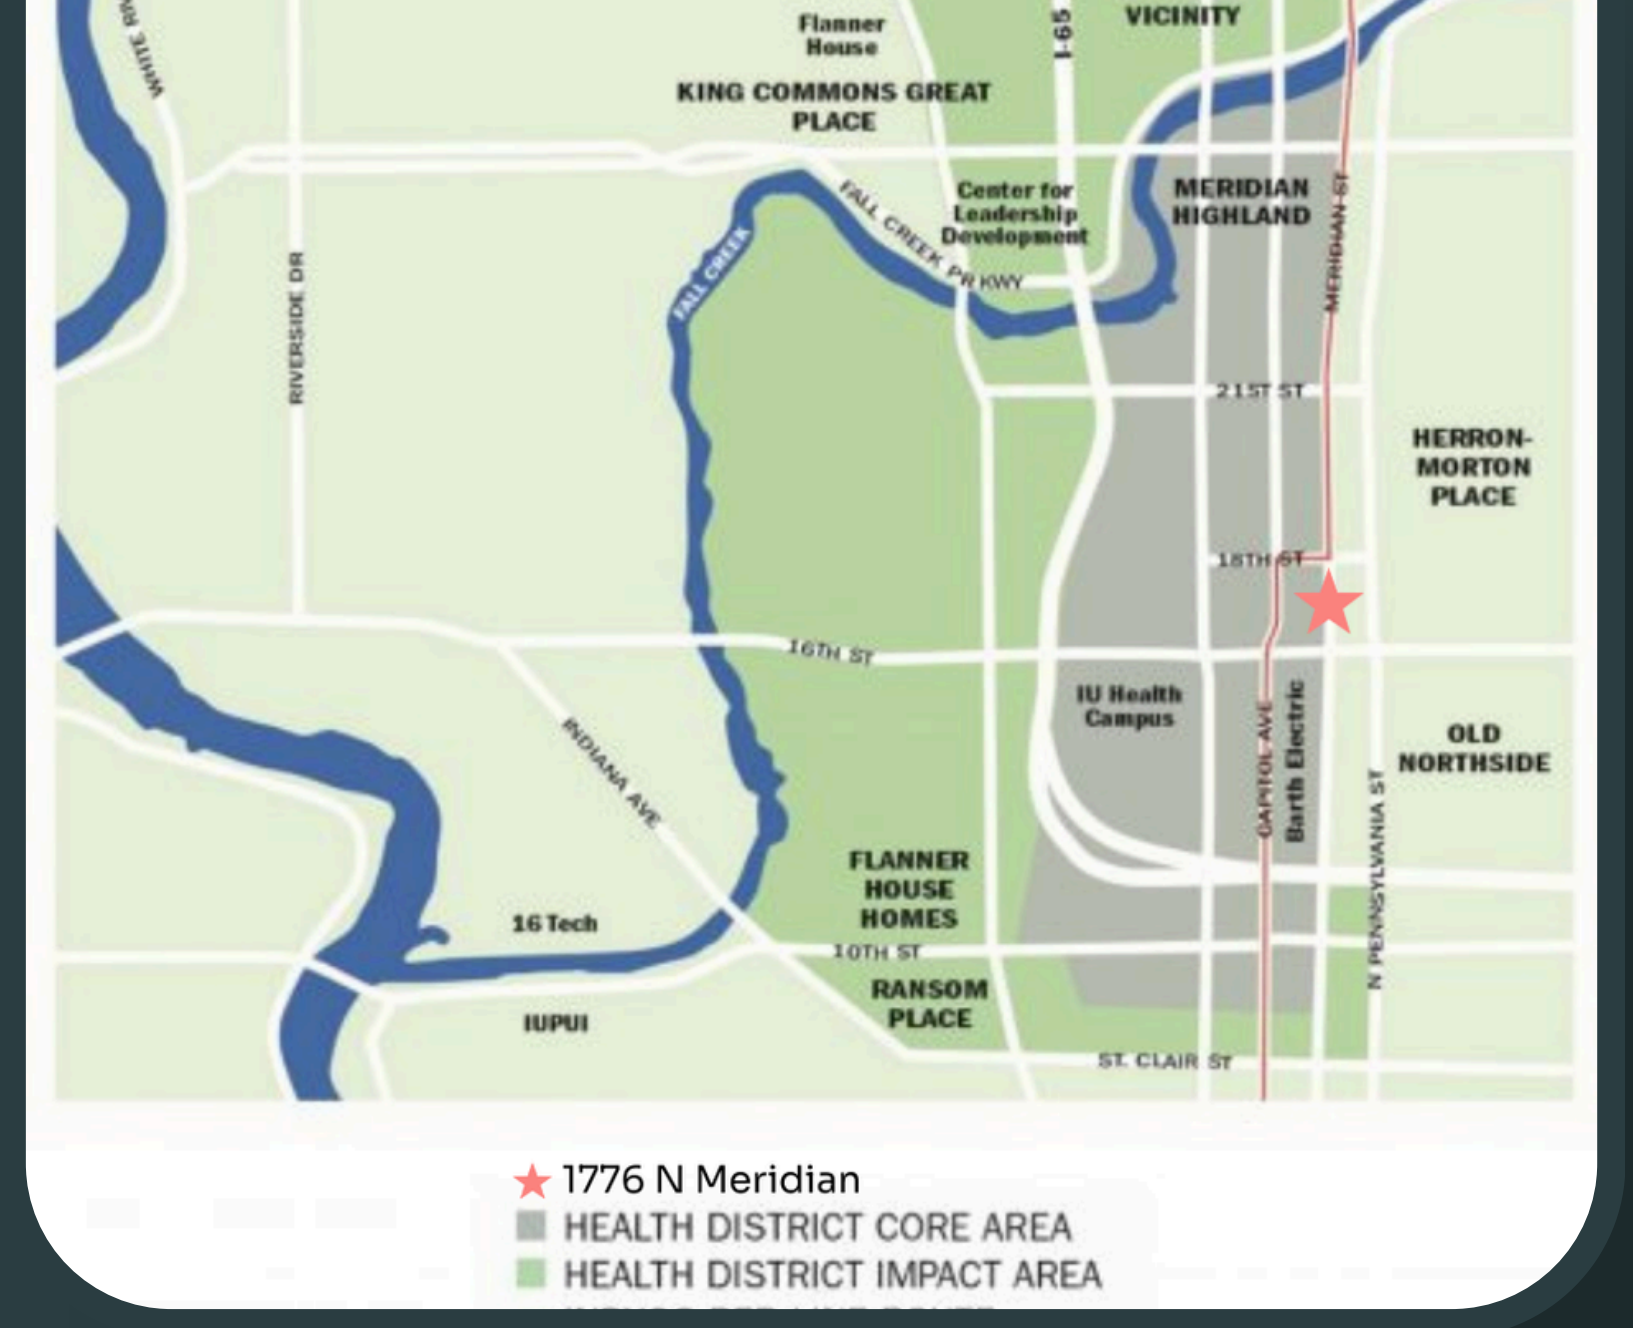 WHITE RI
Flanner
House
I-65
VICINITY
KING COMMONS GREAT
PLACE
Center for
Leadership
Development
MERIDIAN
HIGHLAND
FALL CREEK PRKWY
FALL CREEK
MERIDIAN ST
RIVERSIDE DR
21ST ST
HERRON-
MORTON
PLACE
18TH ST
16TH ST
IU Health
Campus
CAPITOL AVE
Barth Electric
OLD
NORTHSIDE
INDIANA AVE
N PENNSYLVANIA ST
FLANNER
HOUSE
HOMES
16 Tech
10TH ST
RANSOM
PLACE
IUPUI
ST. CLAIR ST
1776 N Meridian
HEALTH DISTRICT CORE AREA
HEALTH DISTRICT IMPACT AREA